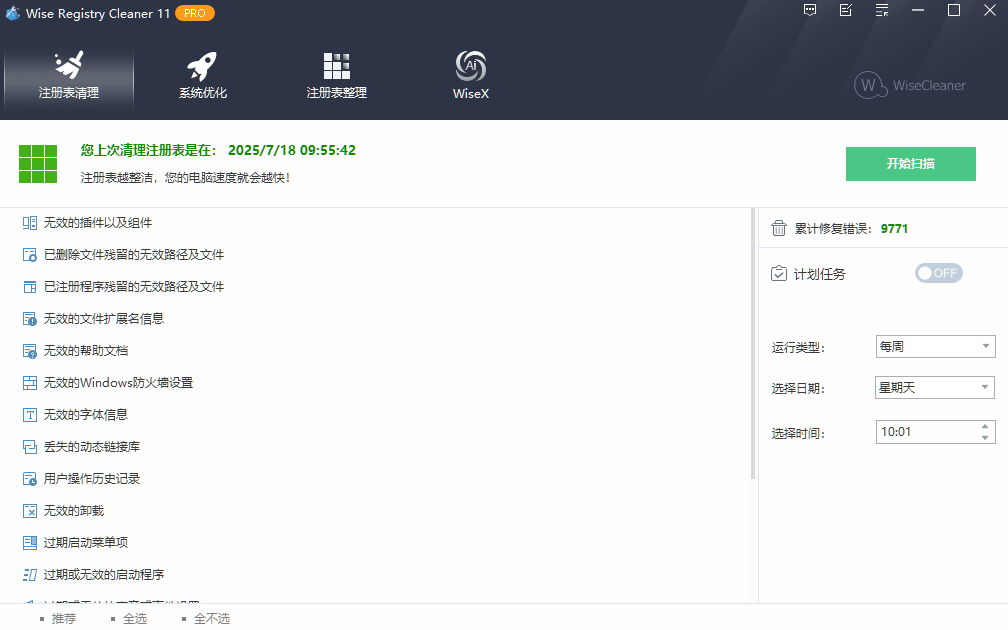 Wise Registry Cleaner 11 PRO
注册表清理
系统优化
注册表整理
WiseX
WiseCleaner
您上次清理注册表是在： 2025/7/18 09:55:42
注册表越整洁，您的电脑速度就会越快！
开始扫描
无效的插件以及组件
已删除文件残留的无效路径及文件
已注册程序残留的无效路径及文件
无效的文件扩展名信息
无效的帮助文档
无效的Windows防火墙设置
无效的字体信息
丢失的动态链接库
用户操作历史记录
无效的卸载
过期启动菜单项
过期或无效的启动程序
累计修复错误： 9771
计划任务
OFF
运行类型：
每周
选择日期：
星期天
选择时间：
10:01
推荐
全选
全不选